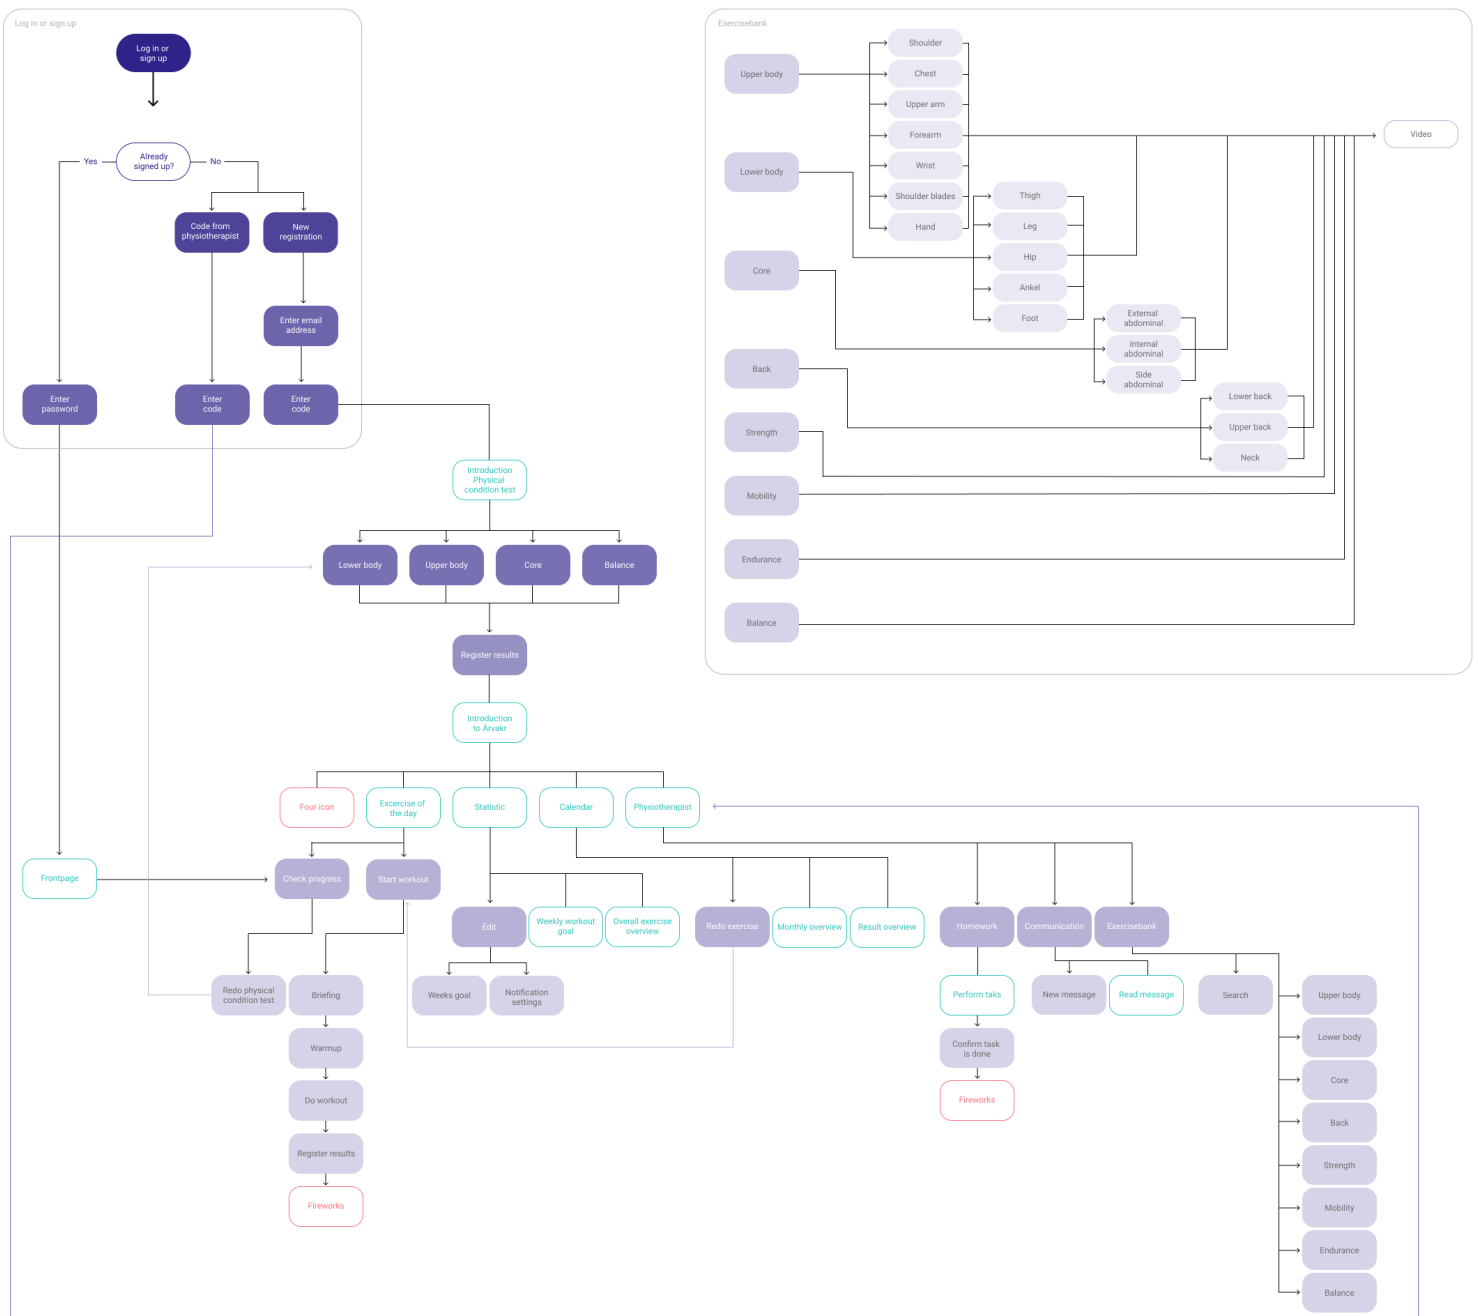 Log in or sign up
Log in or
sign up
Already
signed up?
Yes
No
Code from
physiotherapist
New
registration
Enter email
address
Enter
password
Enter
code
Enter
code
Introduction
Physical
condition test
Lower body
Upper body
Core
Balance
Register results
Introduction
to Árvakr
Four icon
Excercise of
the day
Statistic
Calendar
Physiotherapist
Frontpage
Check progress
Start workout
Edit
Weekly workout
goal
Overall exercise
overview
Redo exercise
Monthly overview
Result overview
Homework
Communication
Exercisebank
Redo physical
condition test
Briefing
Weeks goal
Notification
settings
Perform taks
New message
Read message
Search
Warmup
Do workout
Register results
Fireworks
Confirm task
is done
Fireworks
Upper body
Lower body
Core
Back
Strength
Mobility
Endurance
Balance
Exercisebank
Upper body
Lower body
Core
Back
Strength
Mobility
Endurance
Balance
Shoulder
Chest
Upper arm
Forearm
Wrist
Shoulder blades
Hand
Thigh
Leg
Hip
Ankel
Foot
External
abdominal
Internal
abdominal
Side
abdominal
Lower back
Upper back
Neck
Video